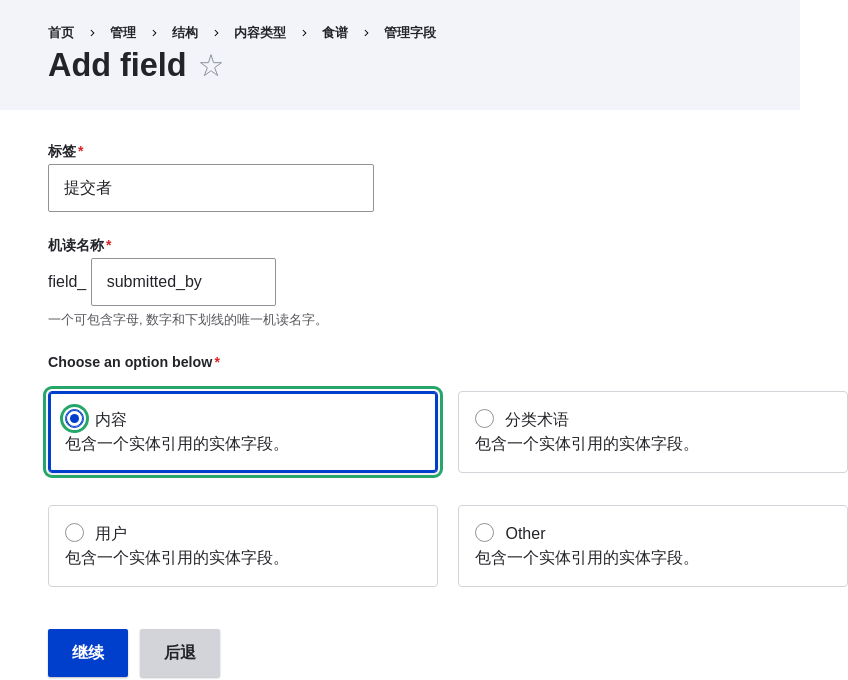 首页 › 管理 › 结构 › 内容类型 › 食谱 › 管理字段
Add field
标签*
提交者
机读名称*
field_ submitted_by
一个可包含字母, 数字和下划线的唯一机读名字。
Choose an option below*
内容
包含一个实体引用的实体字段。
分类术语
包含一个实体引用的实体字段。
用户
包含一个实体引用的实体字段。
Other
包含一个实体引用的实体字段。
继续 后退